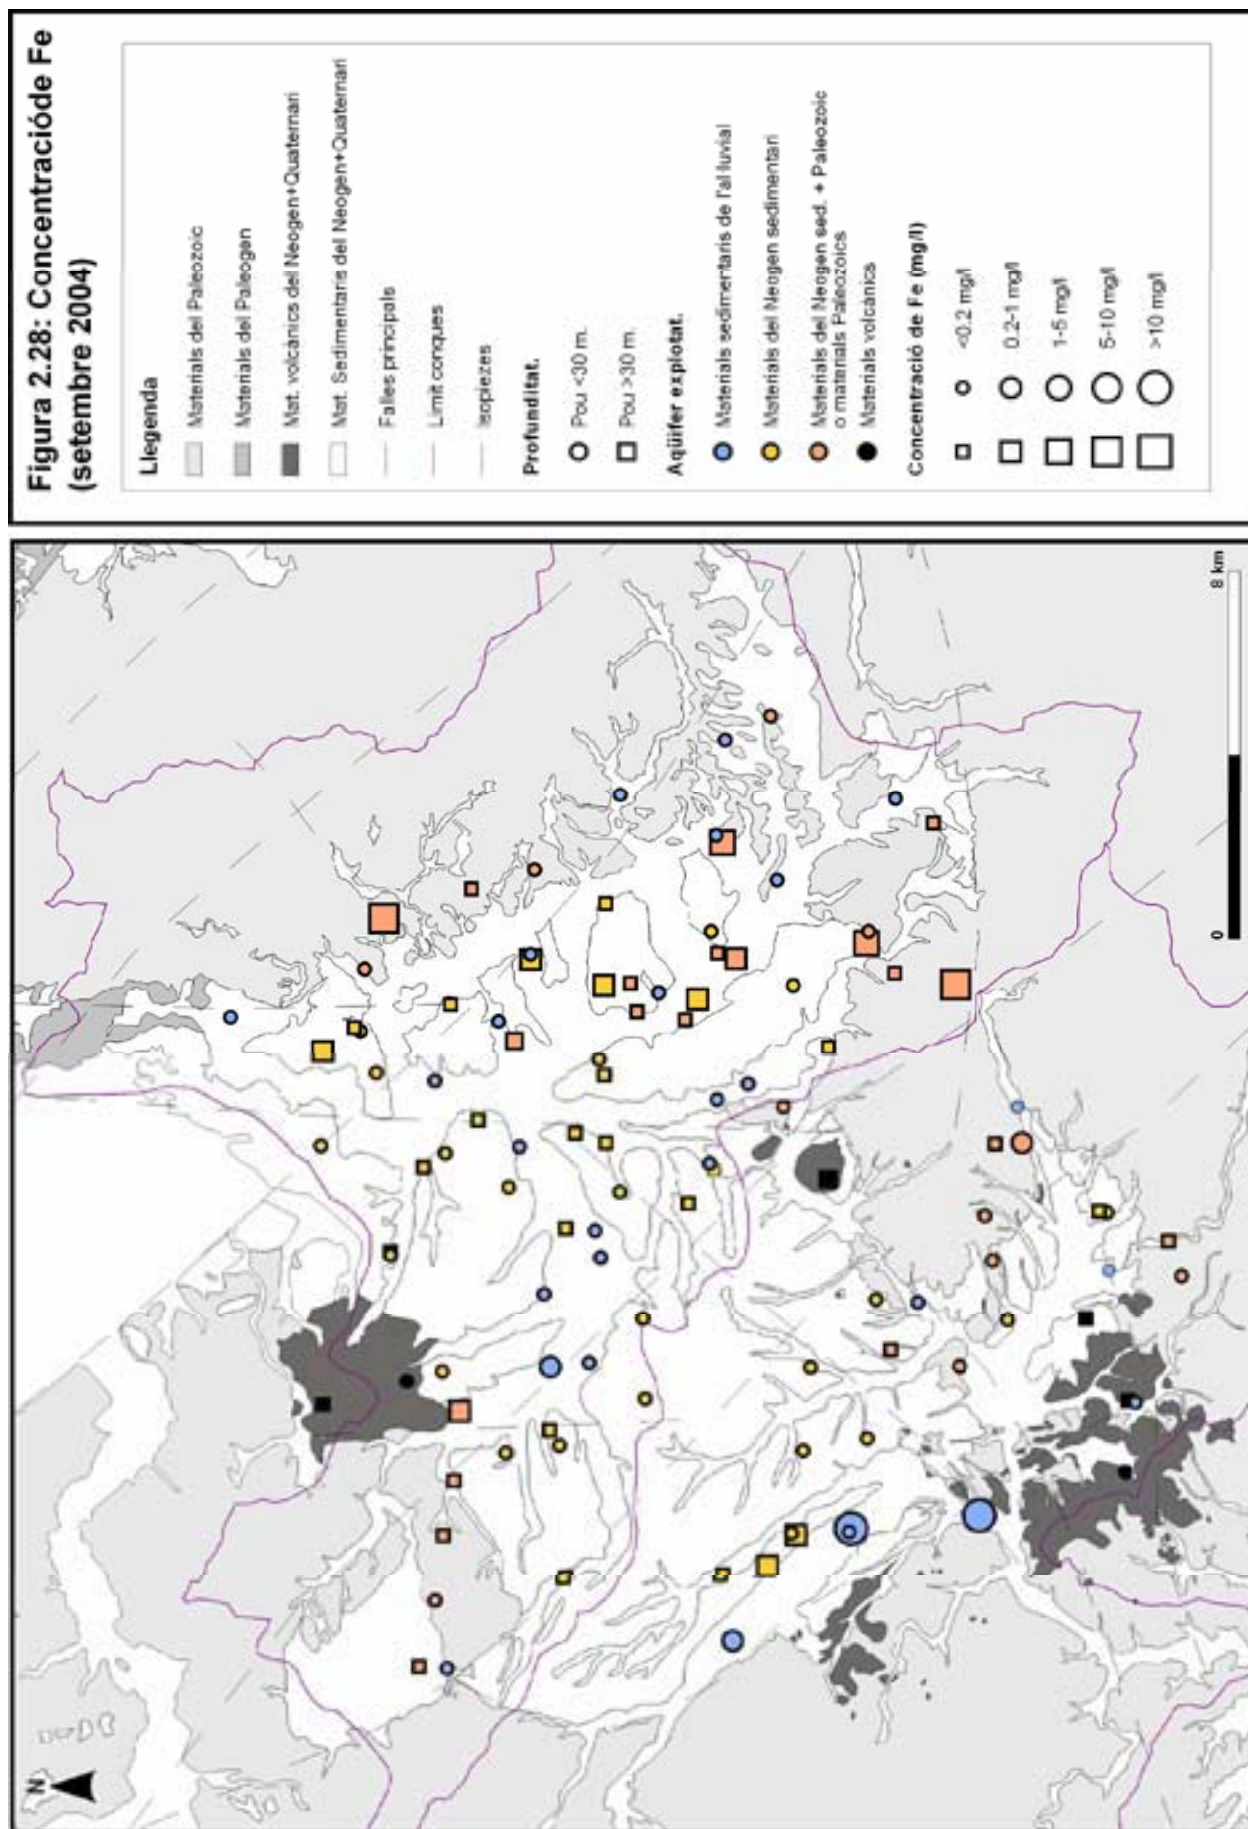 Figura 2.28: Concentracióde Fe
(setembre 2004)
Llegenda
Materials del Paleozoic
Materials del Paleogen
Mat. volcànics del Neogen+Quaternari
Mat. Sedimentaris del Neogen+Quaternari
Falles principals
Limit conques
Isopiezes
Profunditat.
Pou <30 m.
Pou >30 m.
Aqüífer explotat.
Materials sedimentaris de l'al·luvial
Materials del Neogen sedimentari
Materials del Neogen sed. + Paleozoic
o materials Paleozoics
Materials volcànics
Concentració de Fe (mg/l)
<0.2 mg/l
0.2-1 mg/l
1-5 mg/l
5-10 mg/l
>10 mg/l
N
0
8 km